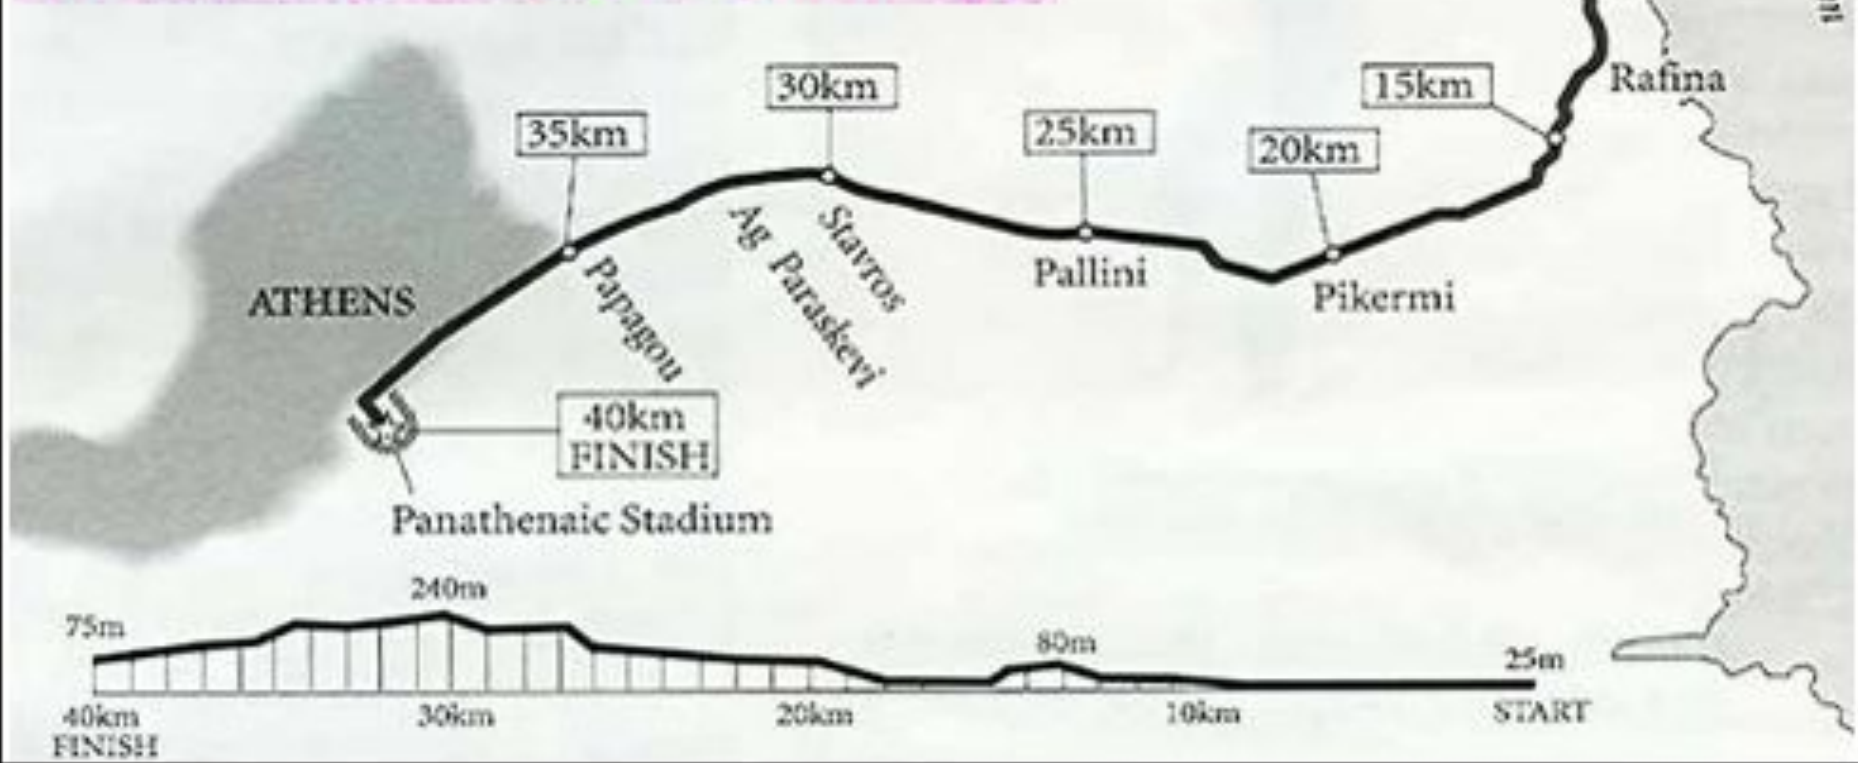 30km
15km
Rafina
35km
25km
20km
Stavros
Ag Paraskevi
Pallini
Pikermi
Papagou
ATHENS
40km
FINISH
Panathenaic Stadium
240m
75m
80m
25m
40km
FINISH
30km
20km
10km
START